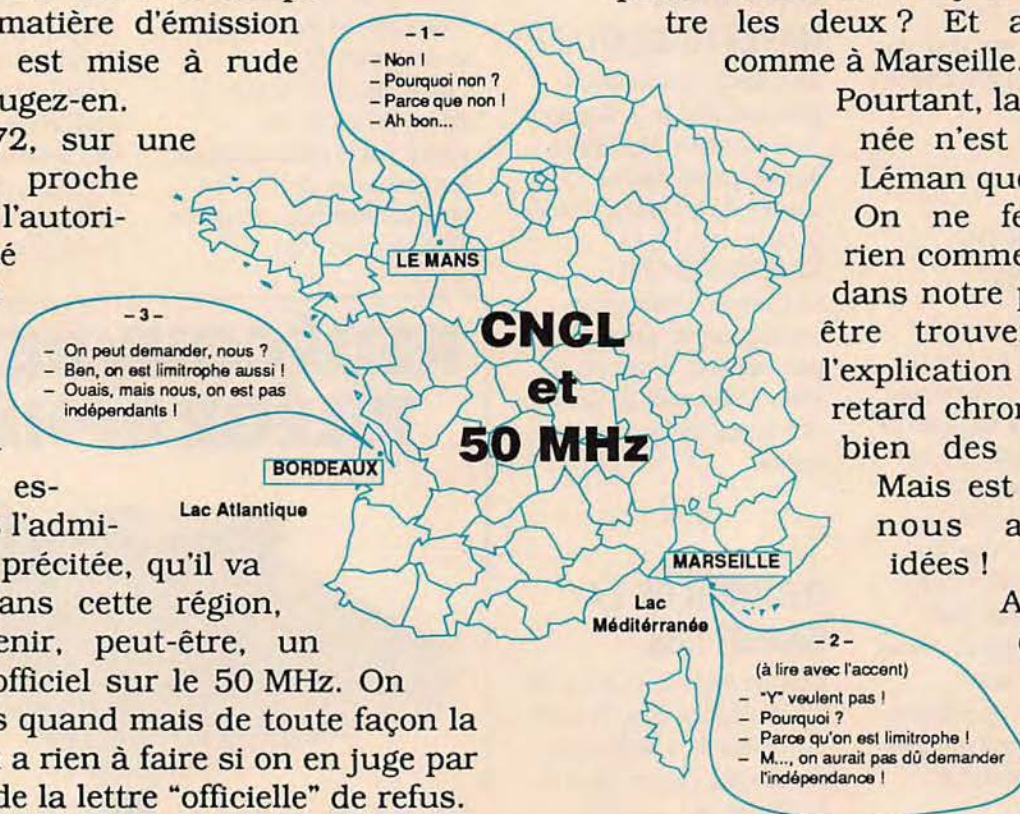 matière d'émission
est mise à rude
ugez-en.
72, sur une
proche
l'autori-
é
es-
l'admi-
précitée, qu'il va
ans cette région,
enir, peut-être, un
officiel sur le 50 MHz. On
s quand mais de toute façon la
a rien à faire si on en juge par
de la lettre "officielle" de refus.
– 1 –
– Non !
– Pourquoi non ?
– Parce que non !
– Ah bon...
LE MANS
CNCL
et
50 MHz
– 3 –
– On peut demander, nous ?
– Ben, on est limitrophe aussi !
– Ouais, mais nous, on est pas
indépendants !
BORDEAUX
Lac Atlantique
MARSEILLE
Lac
Méditérranée
– 2 –
(à lire avec l'accent)
– "Y" veulent pas !
– Pourquoi ?
– Parce qu'on est limitrophe !
– M..., on aurait pas dû demander
l'indépendance !
tre les deux ? Et a
comme à Marseille.
Pourtant, la
née n'est
Léman que
On ne fe
rien comme
dans notre p
être trouve
l'explication
retard chron
bien des
Mais est
nous a
idées !
A